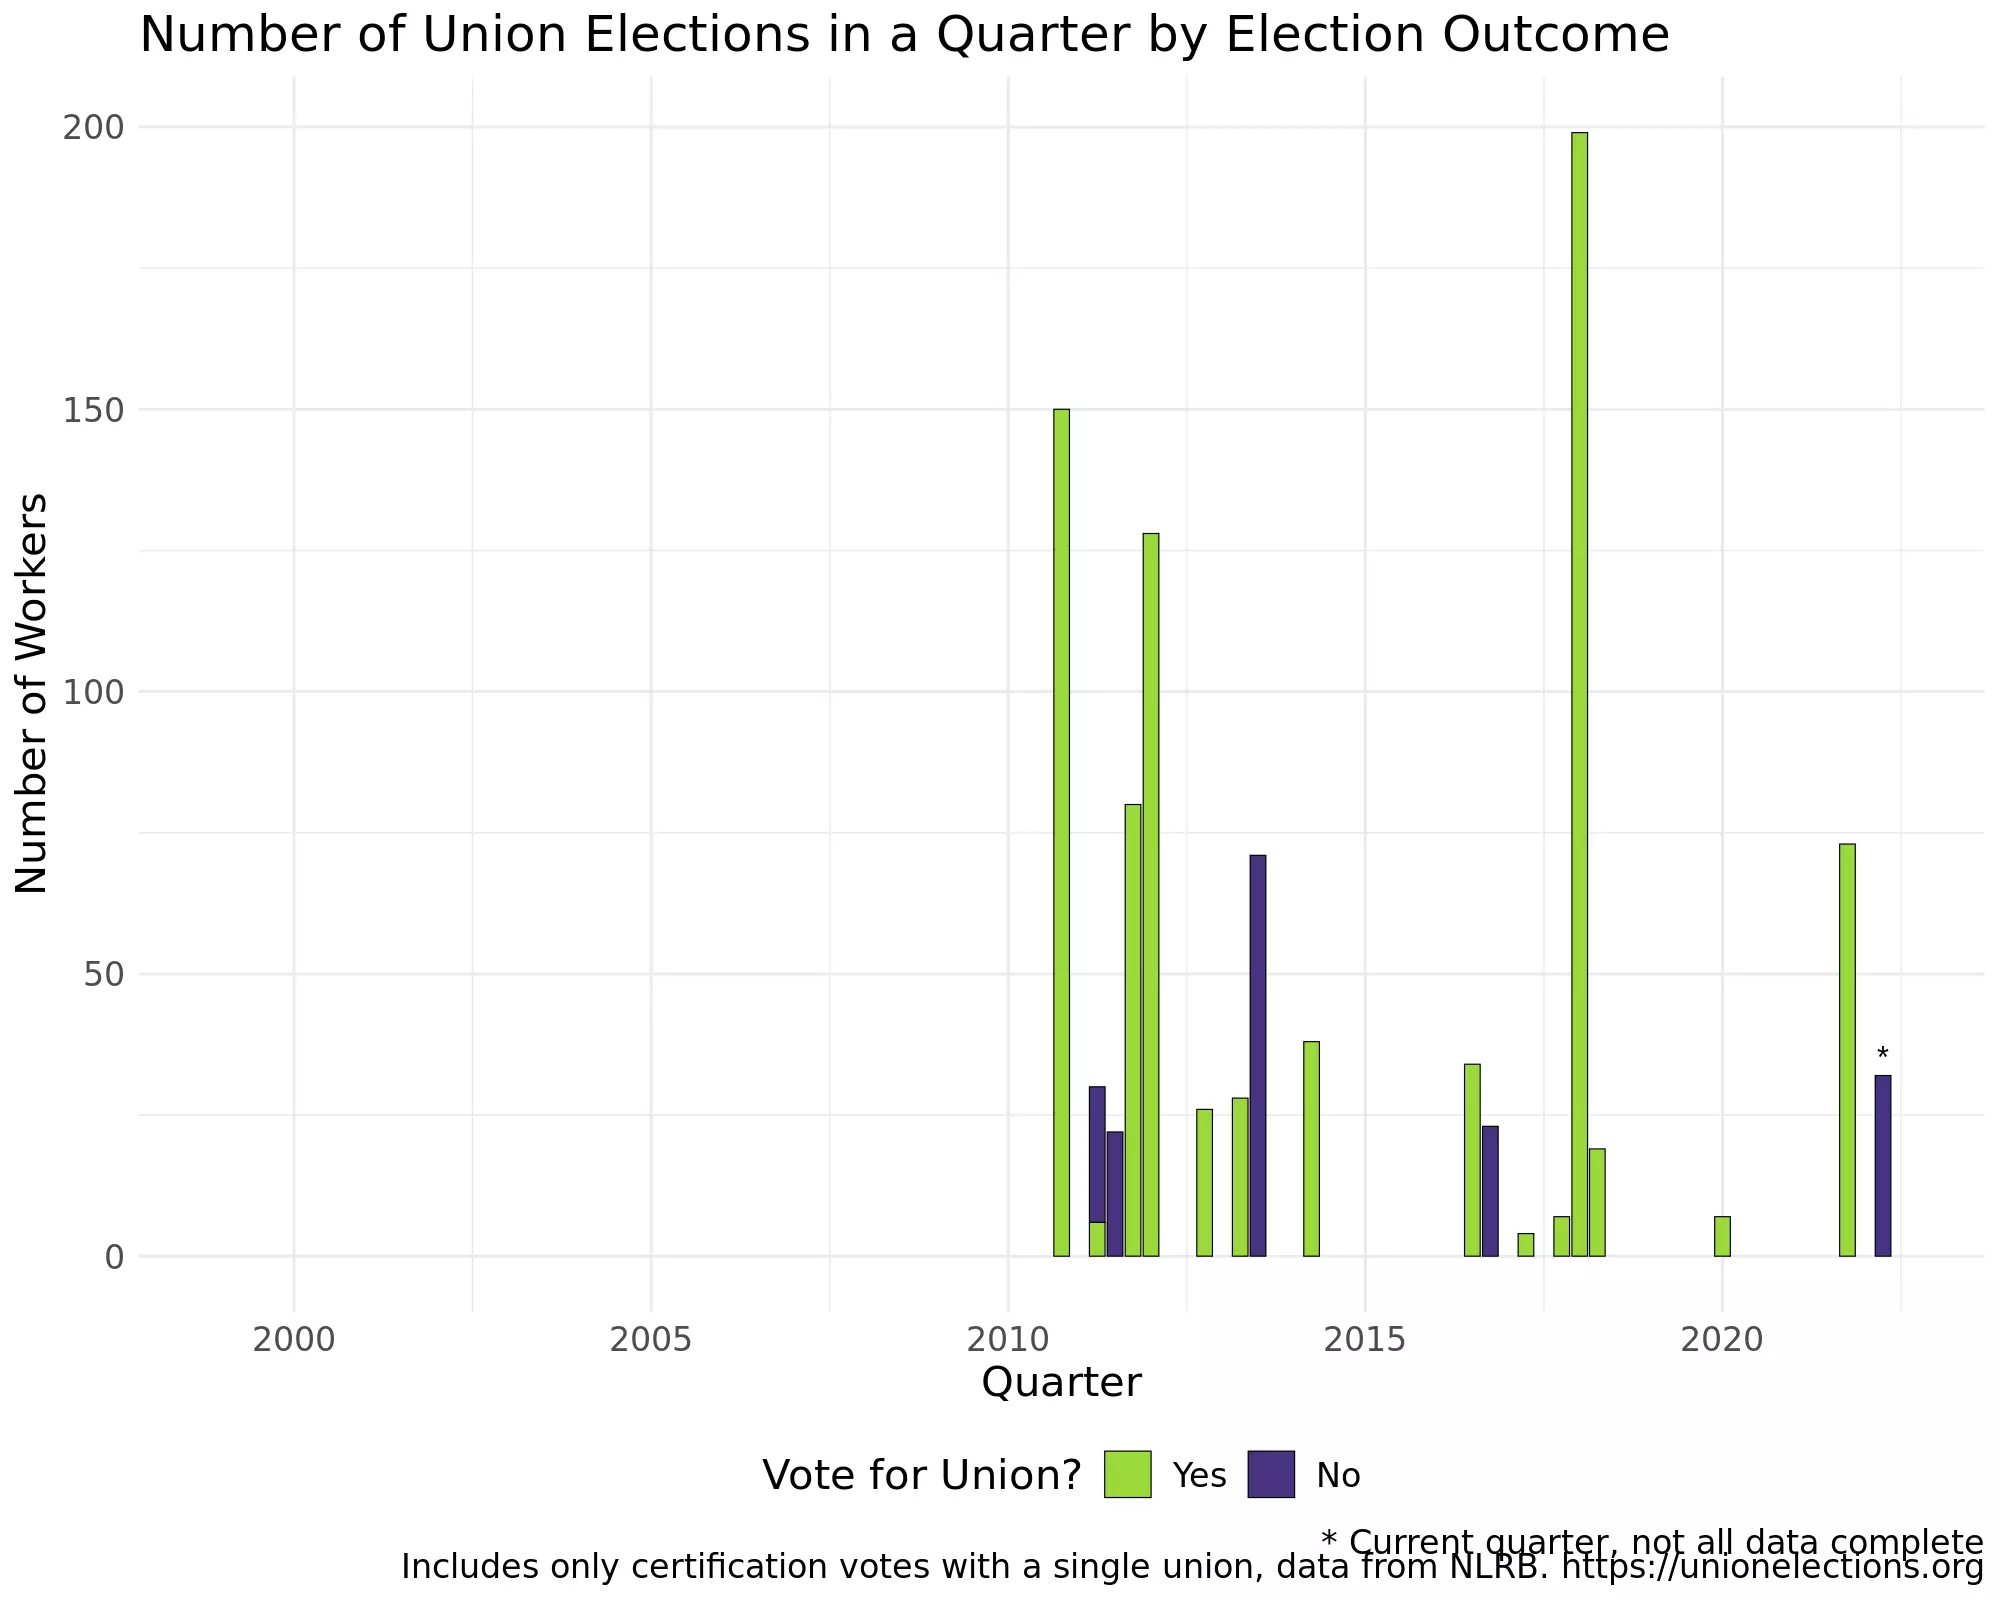 Number of Union Elections in a Quarter by Election Outcome
200
150
100
50
0
Number of Workers
*
2000 2005 2010 2015 2020
Quarter
Vote for Union? Yes No
* Current quarter, not all data complete
Includes only certification votes with a single union, data from NLRB. https://unionelections.org